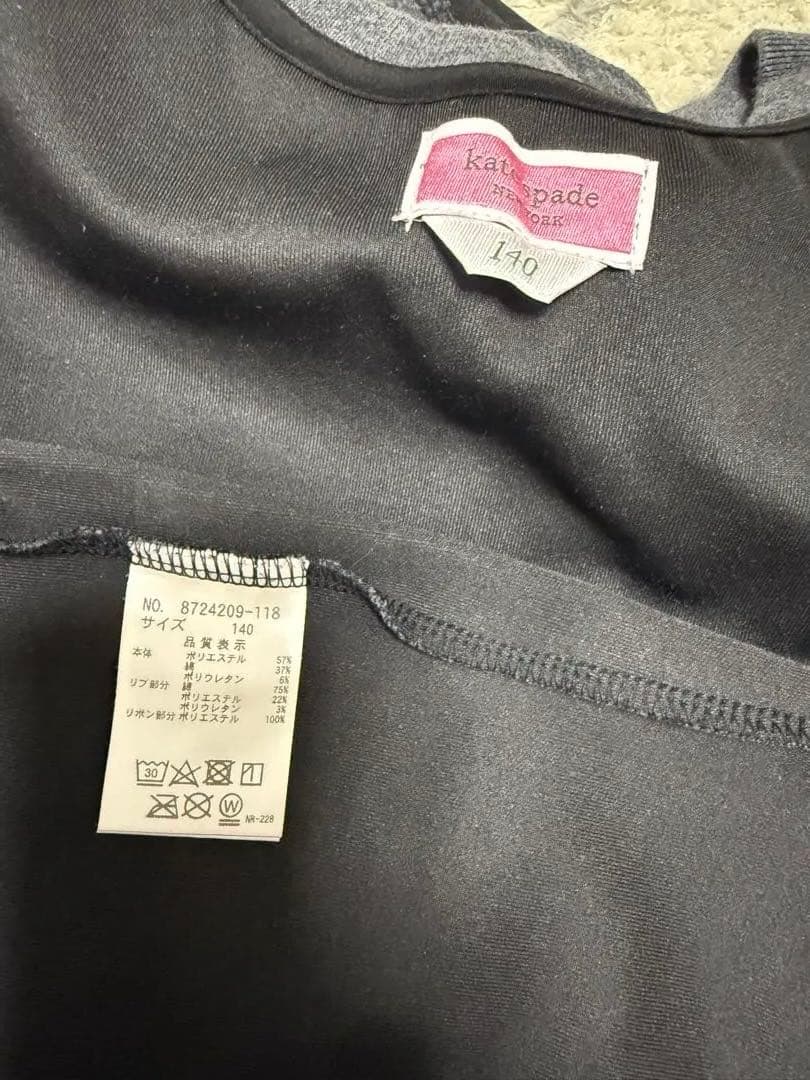 kate spade
NEW YORK
140
NO. 8724209-118
サイズ 140
品質表示
本体 ポリエステル 57%
綿 37%
ポリウレタン 6%
リブ部分 綿 75%
ポリエステル 22%
ポリウレタン 3%
リボン部分 ポリエステル 100%
30
W
NR-228